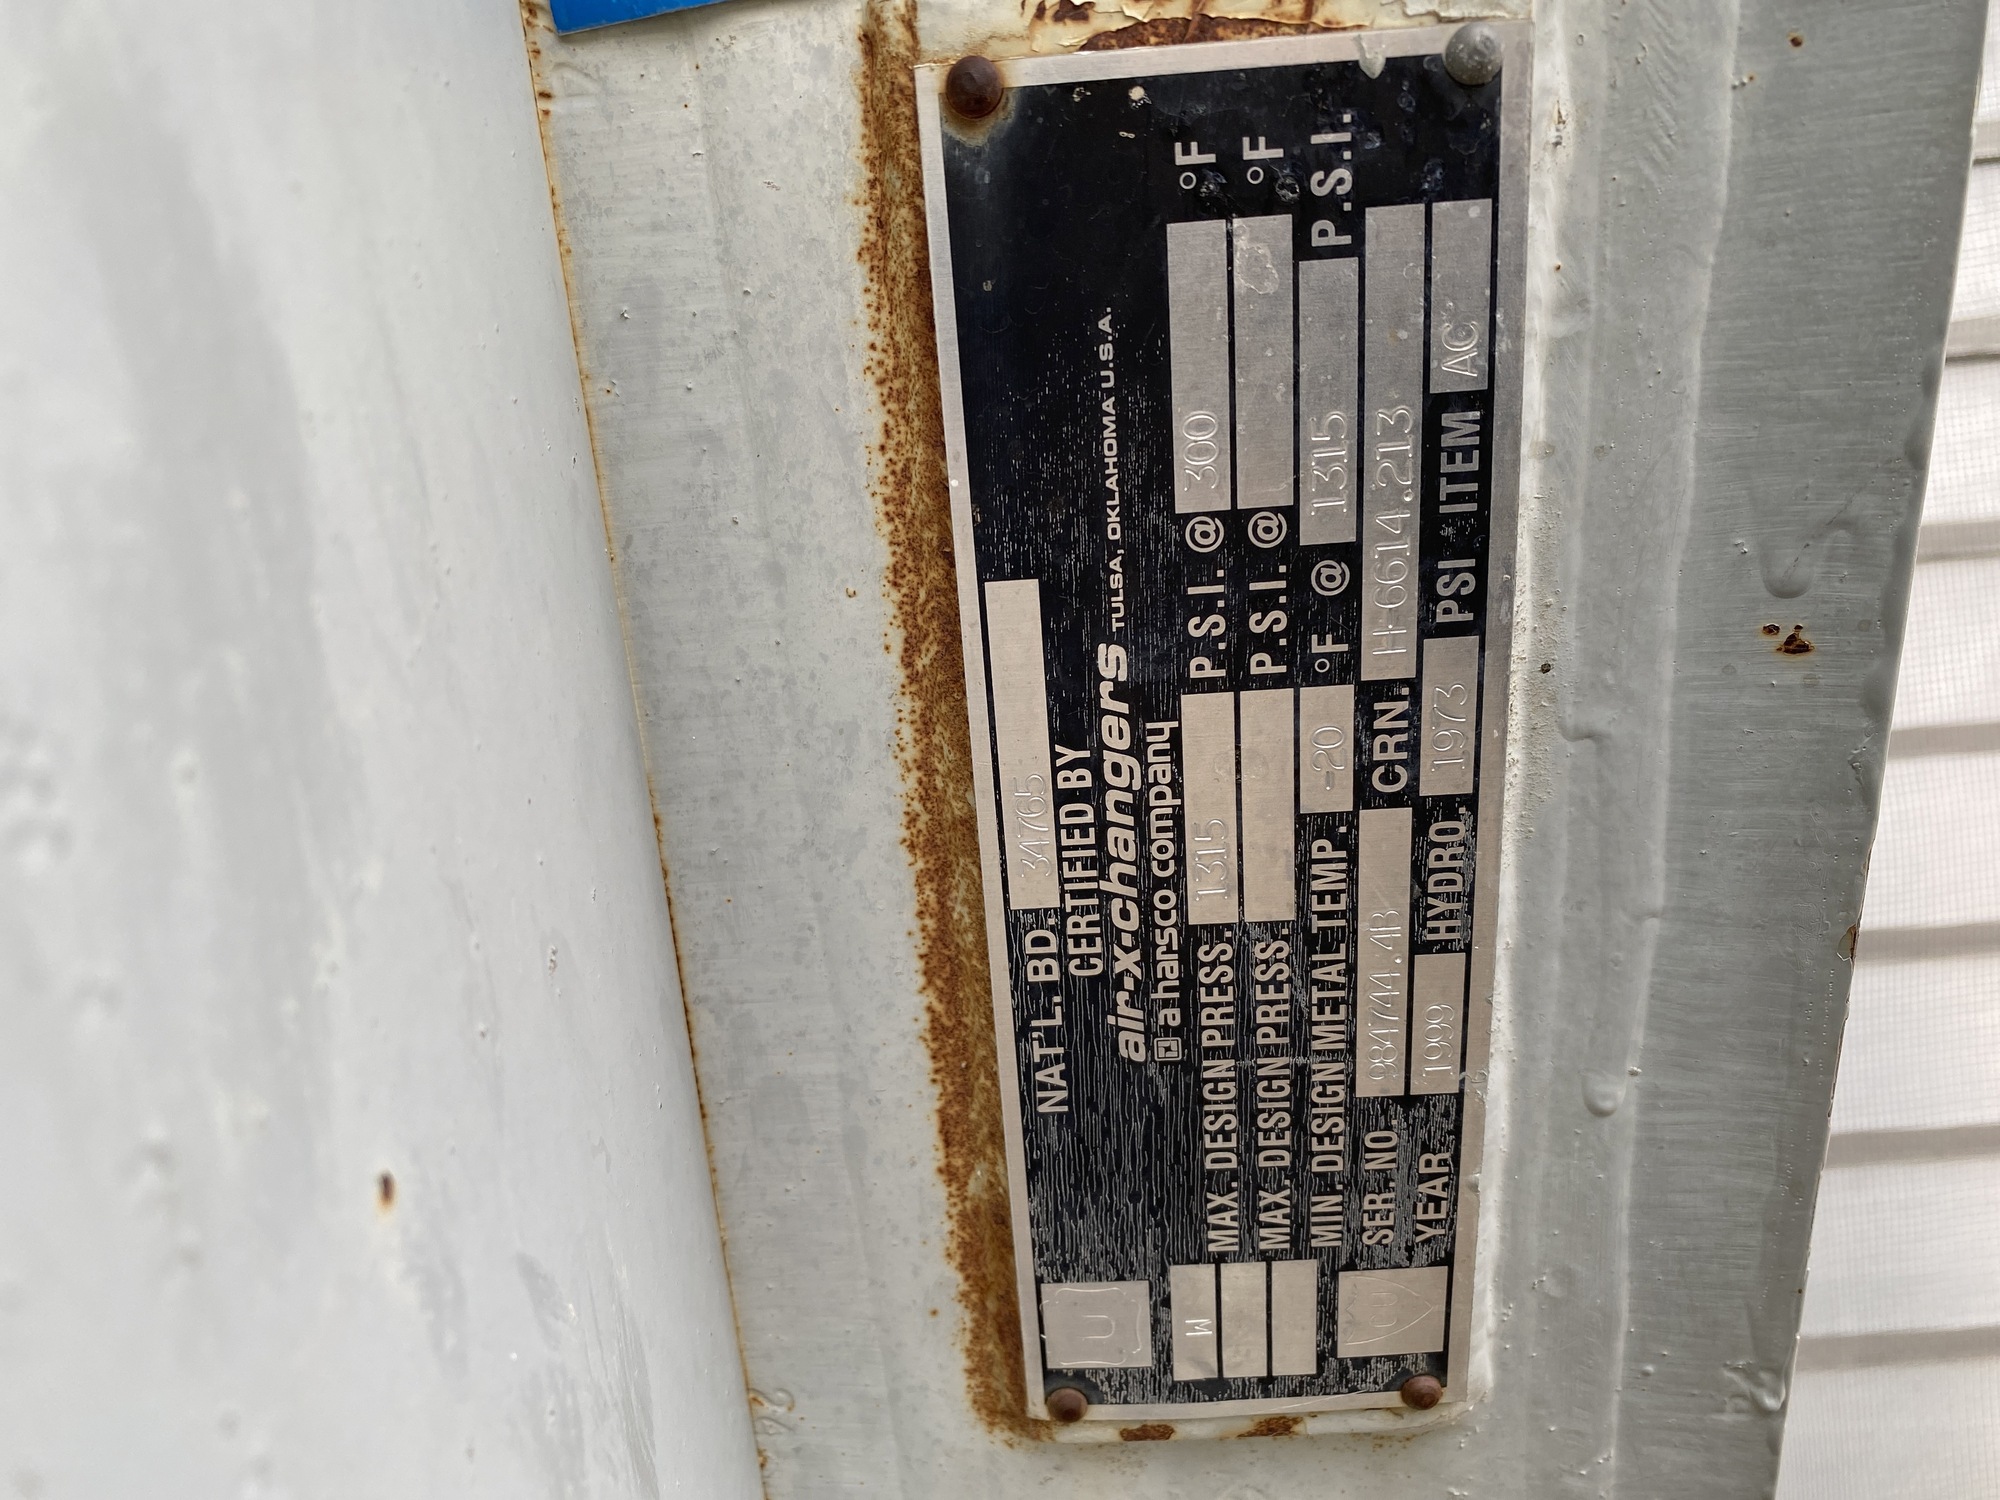 NAT'L. BD. 34765
CERTIFIED BY
air-x-changers TULSA, OKLAHOMA U.S.A.
a harsco company
U
W
MAX. DESIGN PRESS. 1315 P.S.I. @ 300 °F
MAX. DESIGN PRESS. P.S.I. @ °F
MIN. DESIGN METAL TEMP. -20 °F @ 1315 P.S.I.
SER. NO. 984744.4B CRN. H-6614.213
YEAR 1999 HYDRO. 1973 PSI ITEM AC